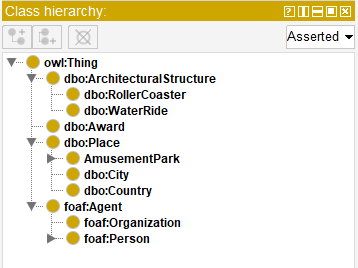 Class hierarchy:
Asserted
owl:Thing
dbo:ArchitecturalStructure
dbo:RollerCoaster
dbo:WaterRide
dbo:Award
dbo:Place
AmusementPark
dbo:City
dbo:Country
foaf:Agent
foaf:Organization
foaf:Person